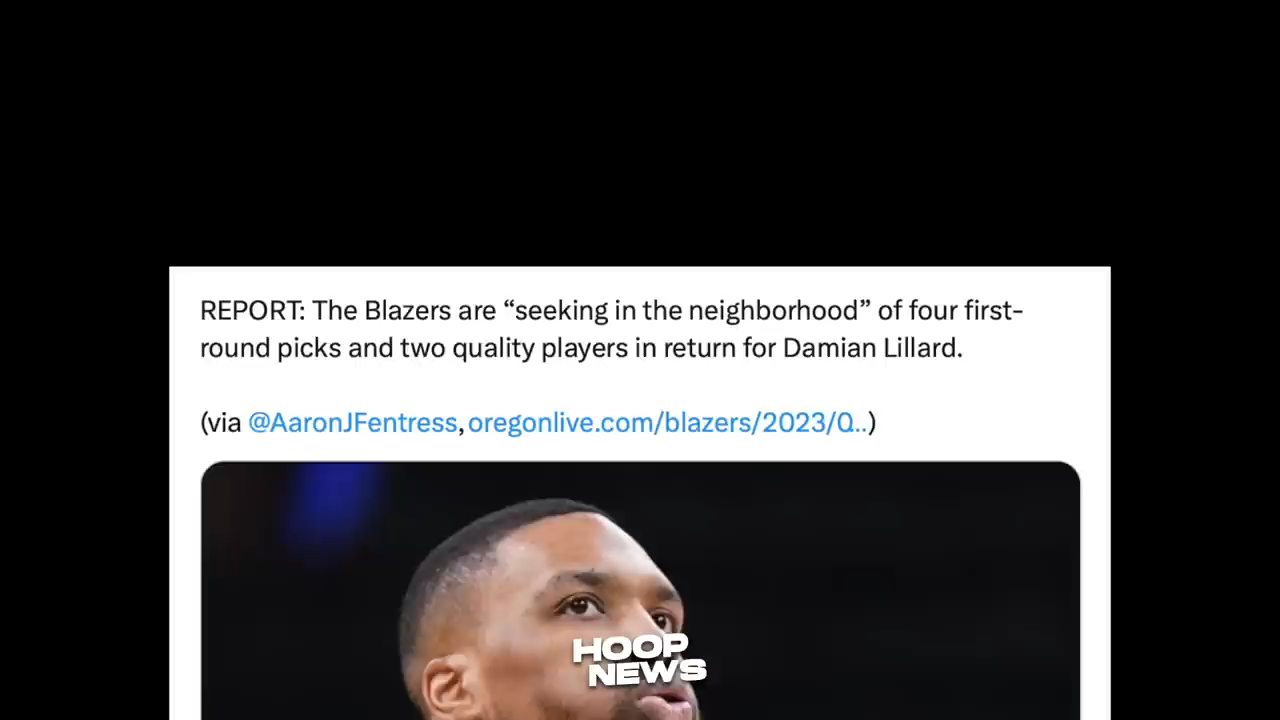 REPORT: The Blazers are “seeking in the neighborhood” of four first-
round picks and two quality players in return for Damian Lillard.
(via @AaronJFentress, oregonlive.com/blazers/2023/0…)
HOOP
NEWS